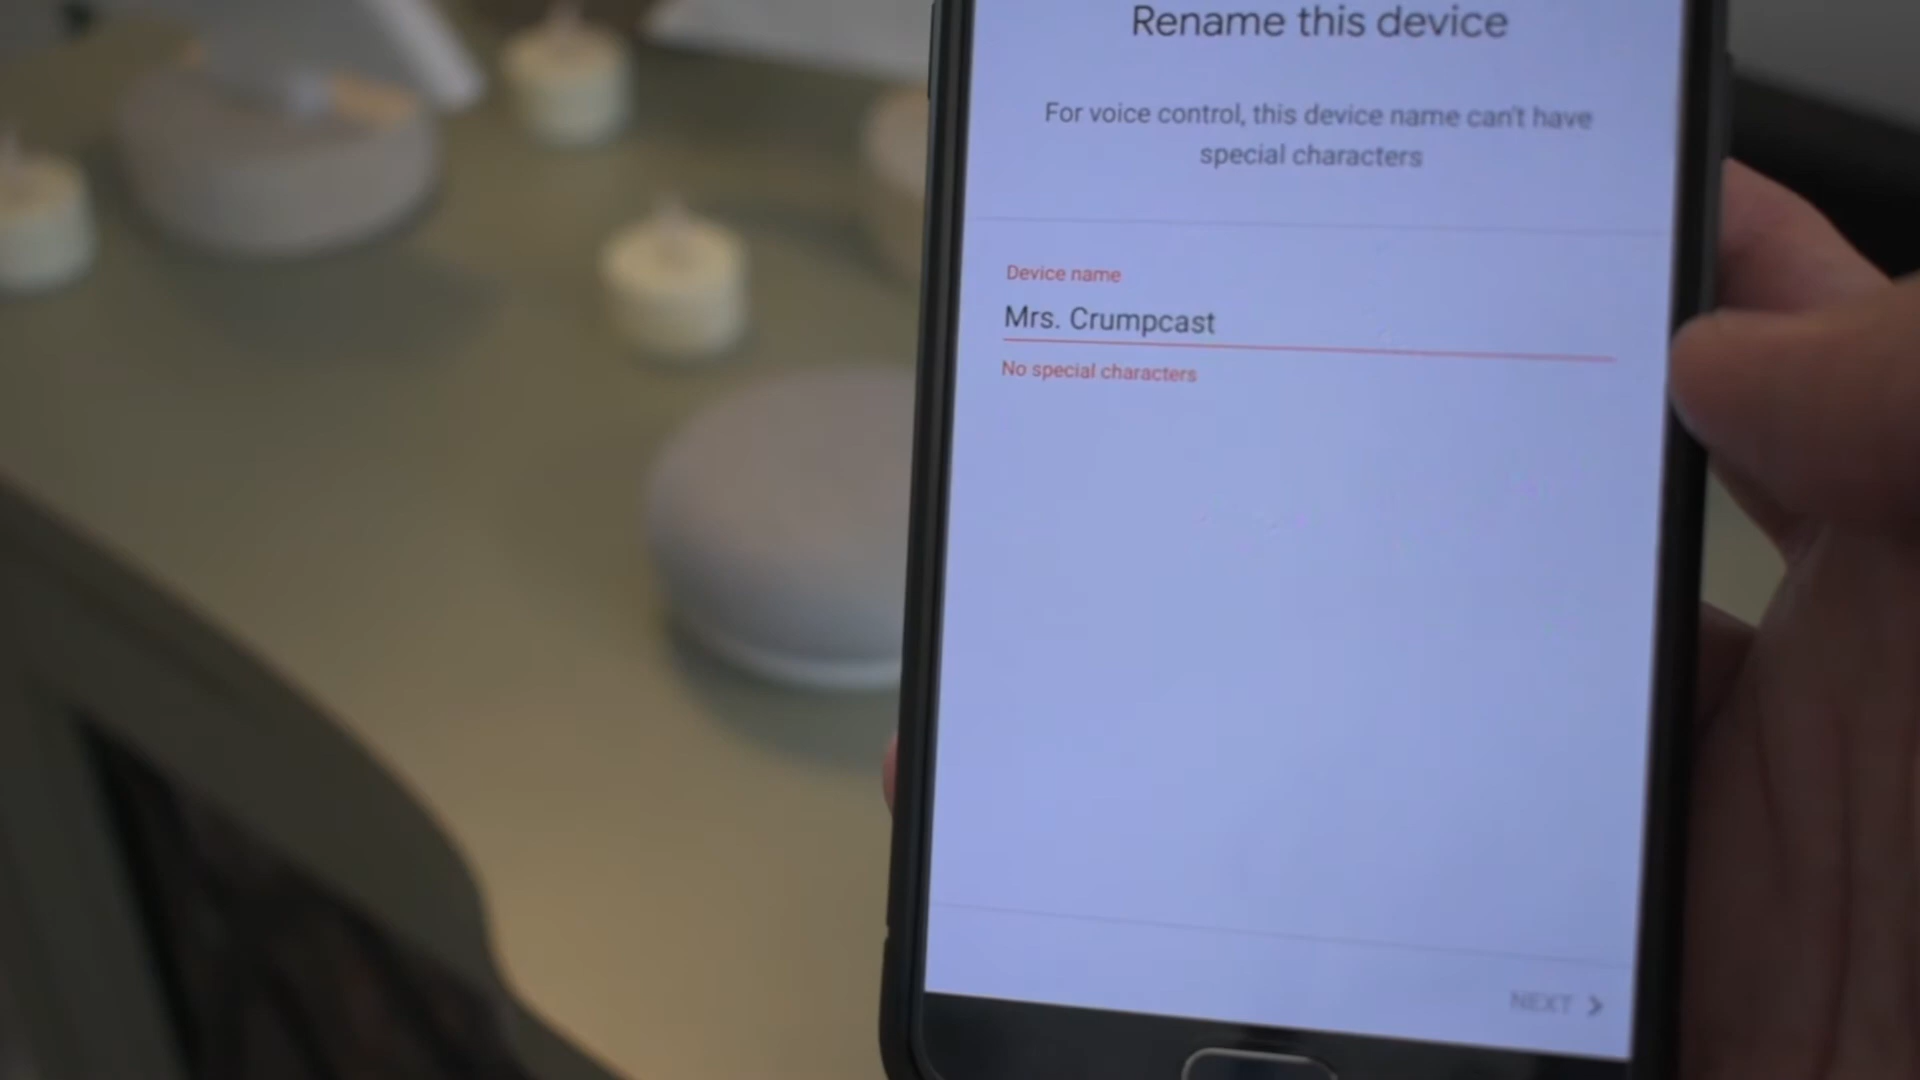 Rename this device
For voice control, this device name can't have
special characters
Device name
Mrs. Crumpcast
No special characters
NEXT